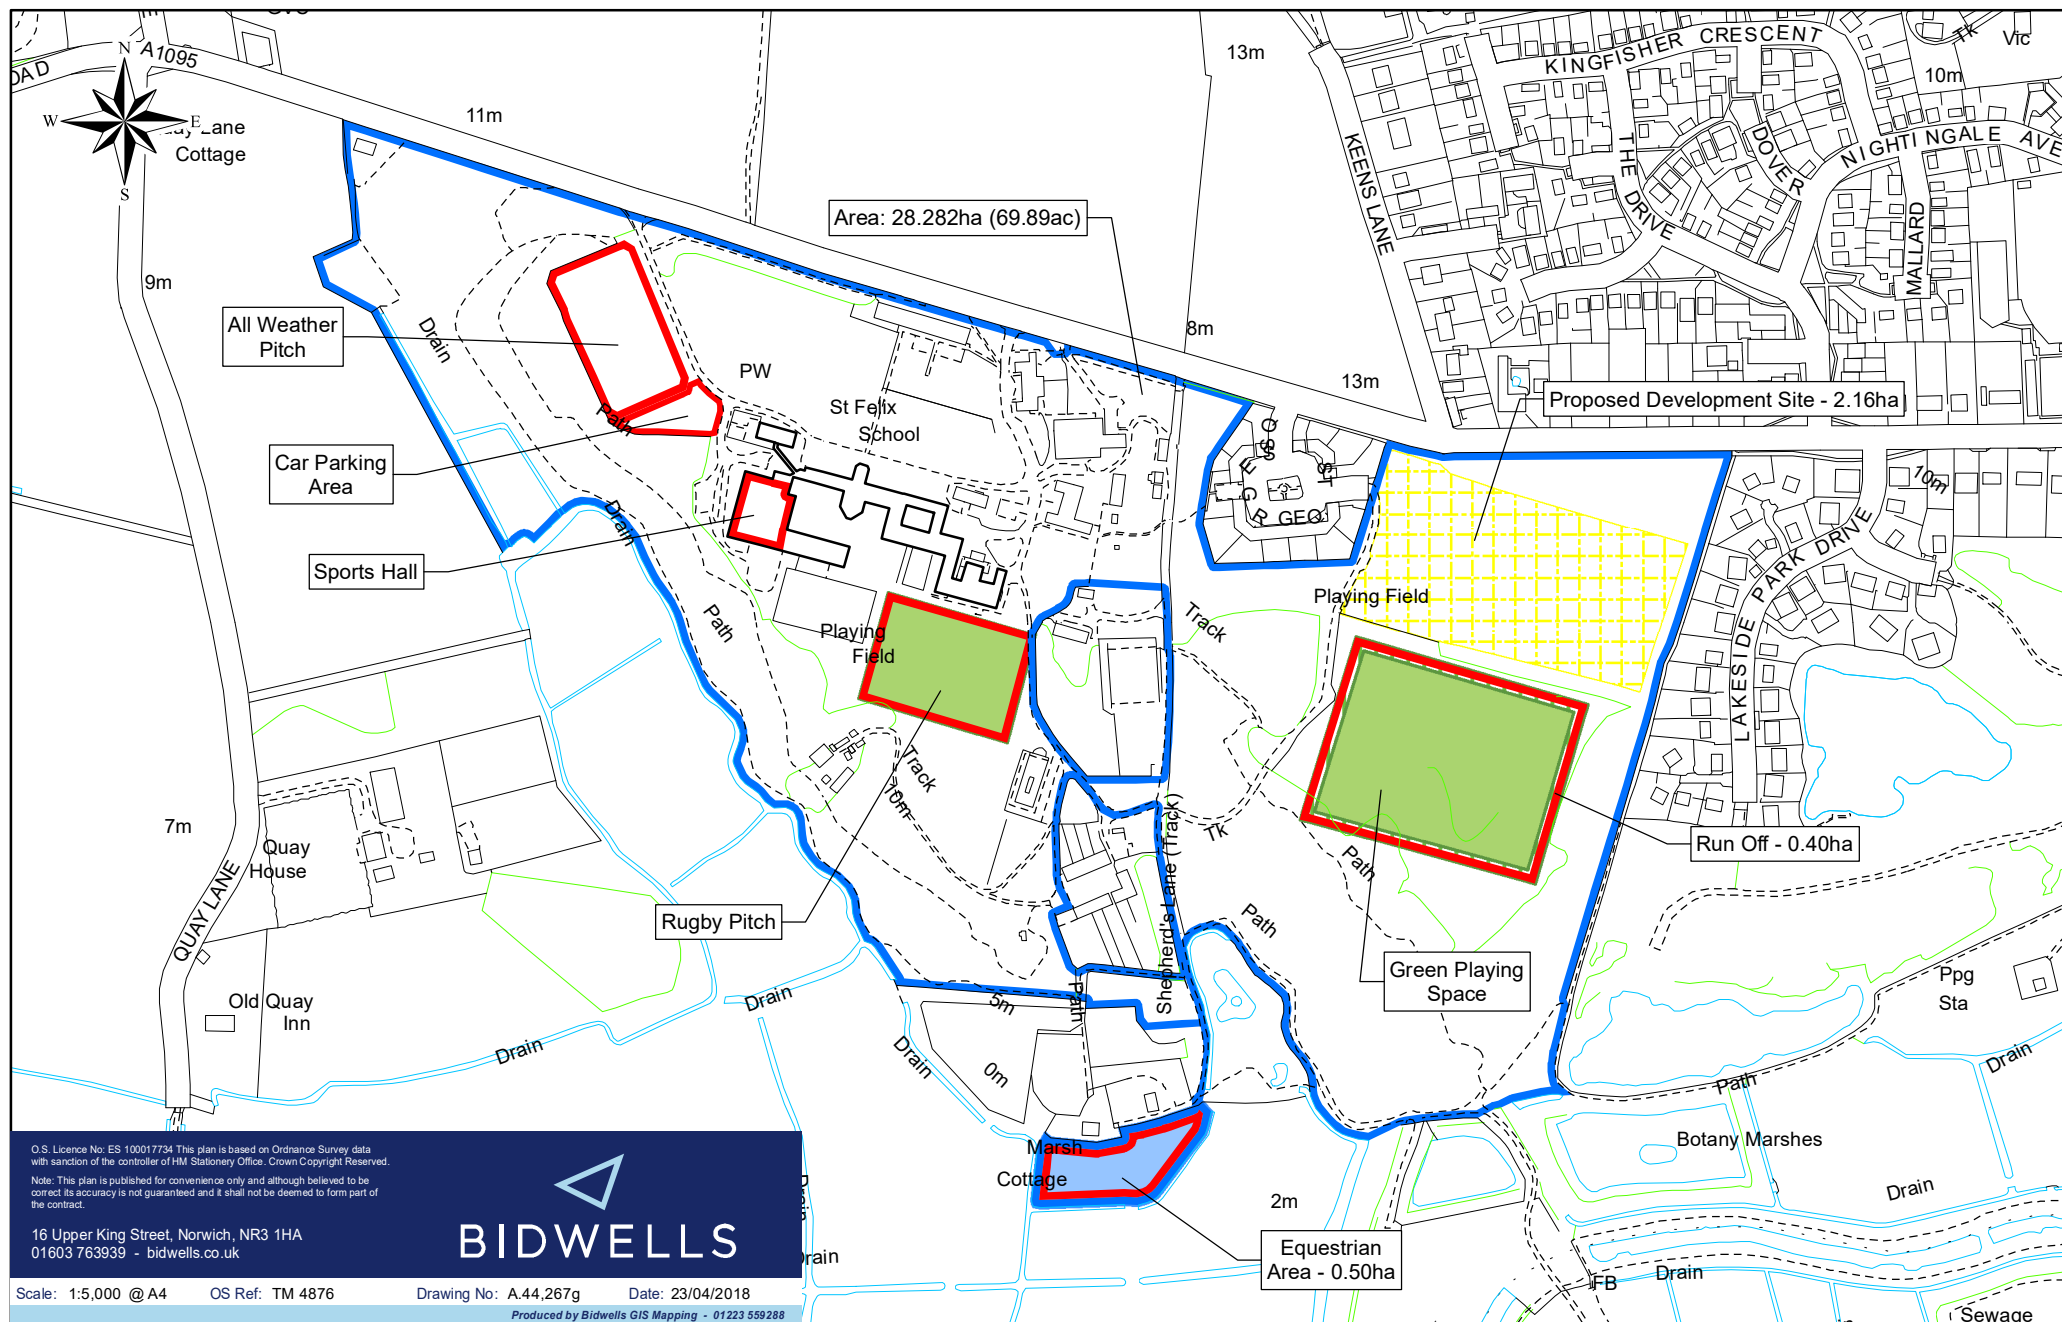 A1095
OAD
N
W
E
S
Lane
Cottage
11m
13m
KINGFISHER CRESCENT
Tk
Vic
10m
KEENS LANE
THE DRIVE
DOVER
NIGHTINGALE AVE
MALLARD
Area: 28.282ha (69.89ac)
9m
All Weather
Pitch
Drain
8m
13m
PW
St Felix
School
Path
Proposed Development Site - 2.16ha
Car Parking
Area
Drain
ST
GEORGE
SQ
10m
Sports Hall
Playing Field
LAKESIDE PARK DRIVE
Path
Playing
Field
Track
Track
10m
7m
Quay
House
QUAY LANE
Tk
Path
Run Off - 0.40ha
Shepherd's Lane (Track)
Rugby Pitch
Path
Green Playing
Space
Ppg
Sta
Old Quay
Inn
Drain
Drain
5m
Path
Drain
0m
Path
Drain
Marsh
Cottage
Botany Marshes
Drain
2m
Equestrian
Area - 0.50ha
FB
Drain
Sewage
Drain
rain
O.S. Licence No: ES 100017734 This plan is based on Ordnance Survey data
with sanction of the controller of HM Stationery Office. Crown Copyright Reserved.
Note: This plan is published for convenience only and although believed to be
correct its accuracy is not guaranteed and it shall not be deemed to form part of
the contract.
16 Upper King Street, Norwich, NR3 1HA
01603 763939 - bidwells.co.uk
BIDWELLS
Scale: 1:5,000 @ A4 OS Ref: TM 4876 Drawing No: A.44,267g Date: 23/04/2018
Produced by Bidwells GIS Mapping - 01223 559288